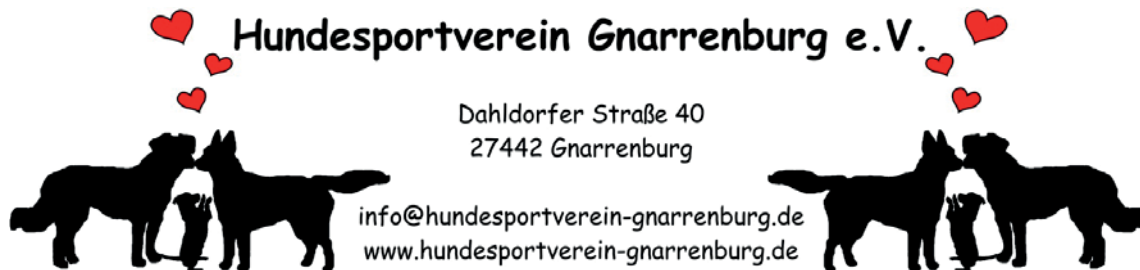 Hundesportverein Gnarrenburg e.V.
Dahldorfer Straße 40
27442 Gnarrenburg
info@hundesportverein-gnarrenburg.de
www.hundesportverein-gnarrenburg.de